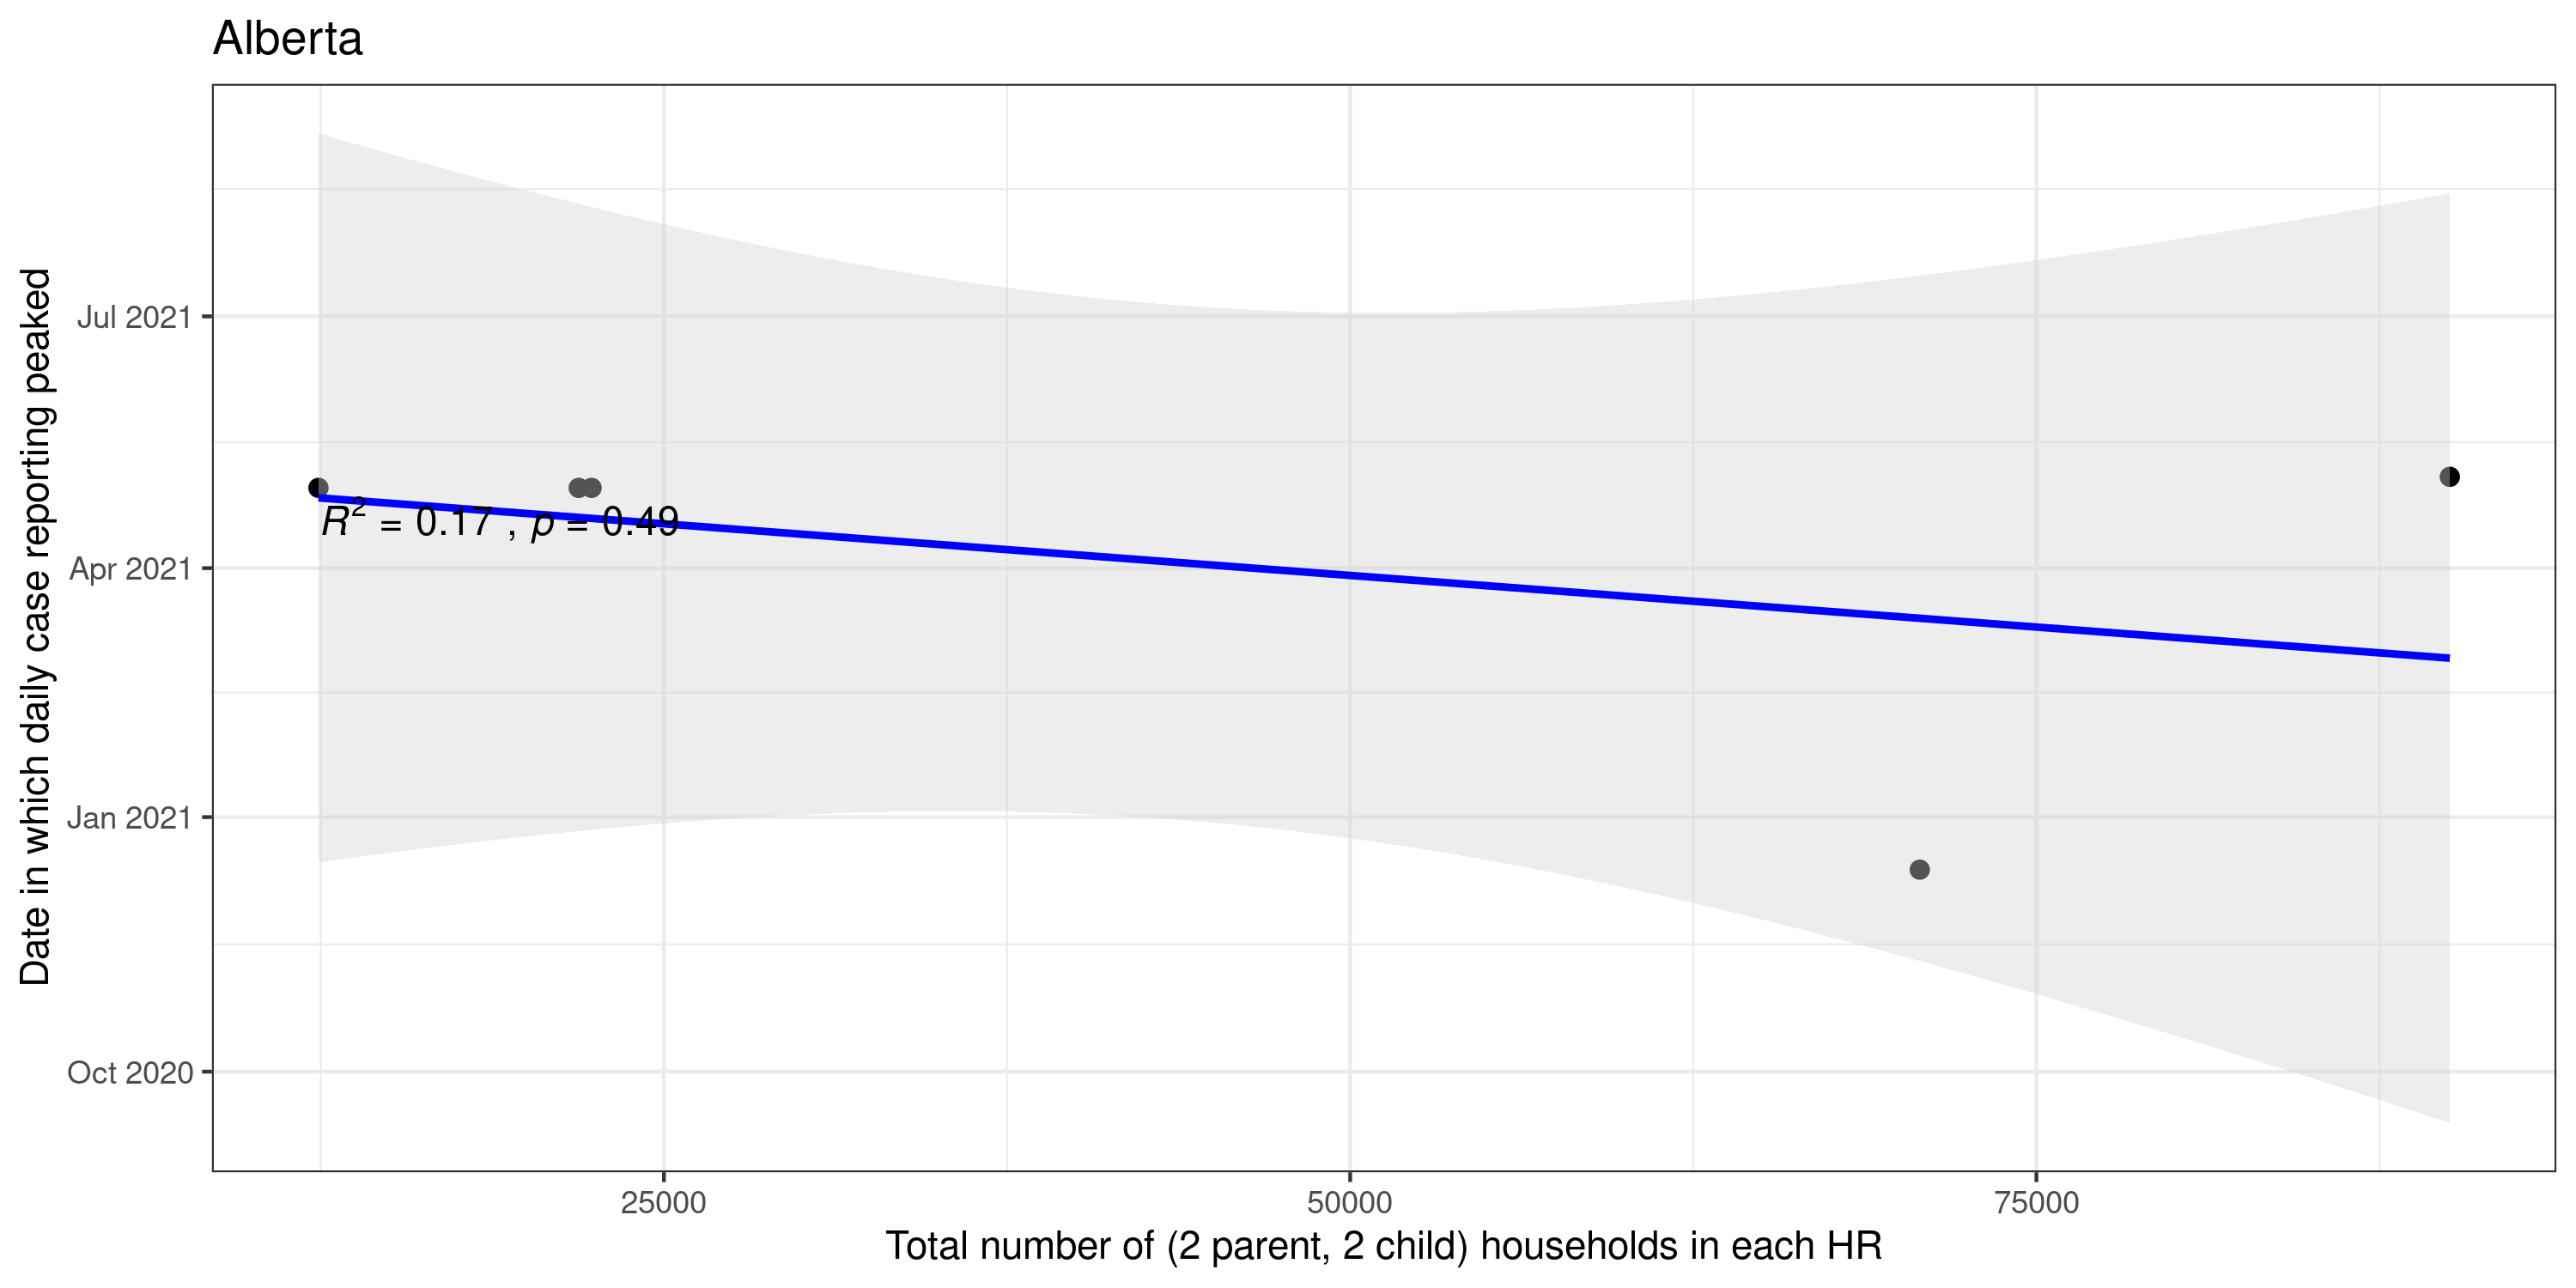 Alberta
Date in which daily case reporting peaked
Jul 2021
Apr 2021
Jan 2021
Oct 2020
R² = 0.17 , p = 0.49
25000
50000
75000
Total number of (2 parent, 2 child) households in each HR